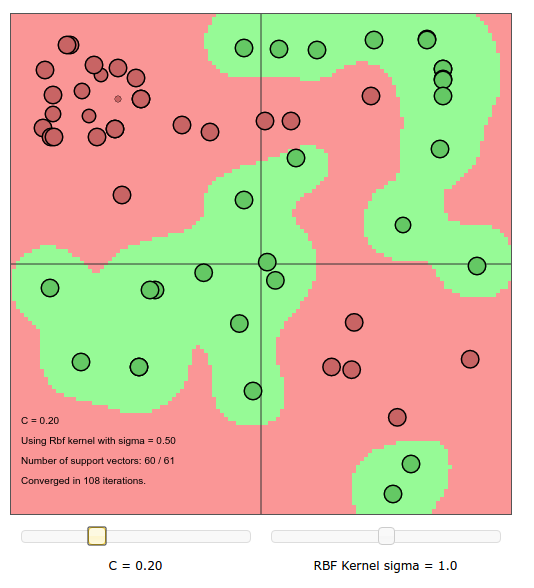 C = 0.20
Using Rbf kernel with sigma = 0.50
Number of support vectors: 60 / 61
Converged in 108 iterations.
C = 0.20
RBF Kernel sigma = 1.0